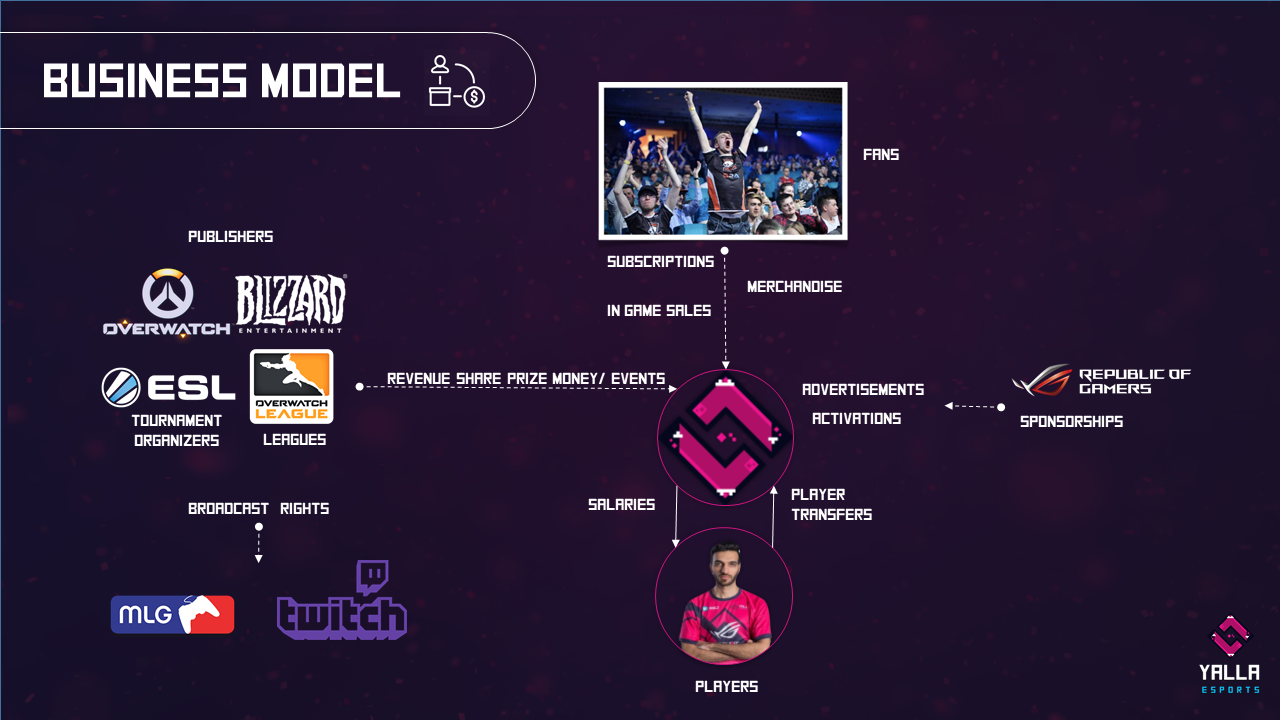 BUSINESS MODEL
FANS
PUBLISHERS
SUBSCRIPTIONS
MERCHANDISE
IN GAME SALES
OVERWATCH
BLIZZARD
ENTERTAINMENT
ESL
OVERWATCH
LEAGUE
TOURNAMENT
ORGANIZERS
LEAGUES
REVENUE SHARE PRIZE MONEY/ EVENTS
ADVERTISEMENTS
ACTIVATIONS
REPUBLIC OF
GAMERS
SPONSORSHIPS
SALARIES
PLAYER
TRANSFERS
BROADCAST RIGHTS
MLG
twitch
PLAYERS
YALLA
ESPORTS